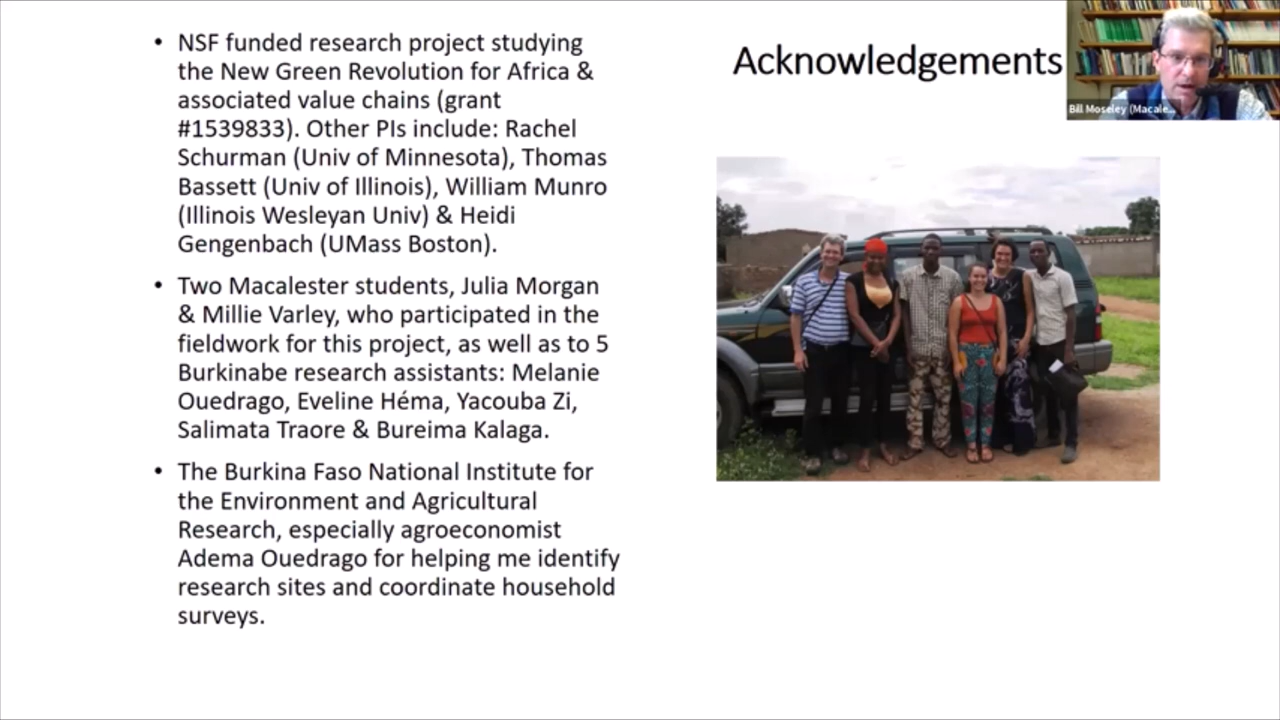 • NSF funded research project studying
the New Green Revolution for Africa &
associated value chains (grant
#1539833). Other PIs include: Rachel
Schurman (Univ of Minnesota), Thomas
Bassett (Univ of Illinois), William Munro
(Illinois Wesleyan Univ) & Heidi
Gengenbach (UMass Boston).
• Two Macalester students, Julia Morgan
& Millie Varley, who participated in the
fieldwork for this project, as well as to 5
Burkinabe research assistants: Melanie
Ouedrago, Eveline Héma, Yacouba Zi,
Salimata Traore & Bureima Kalaga.
• The Burkina Faso National Institute for
the Environment and Agricultural
Research, especially agroeconomist
Adema Ouedrago for helping me identify
research sites and coordinate household
surveys.
Acknowledgements
Bill Moseley (Macale...